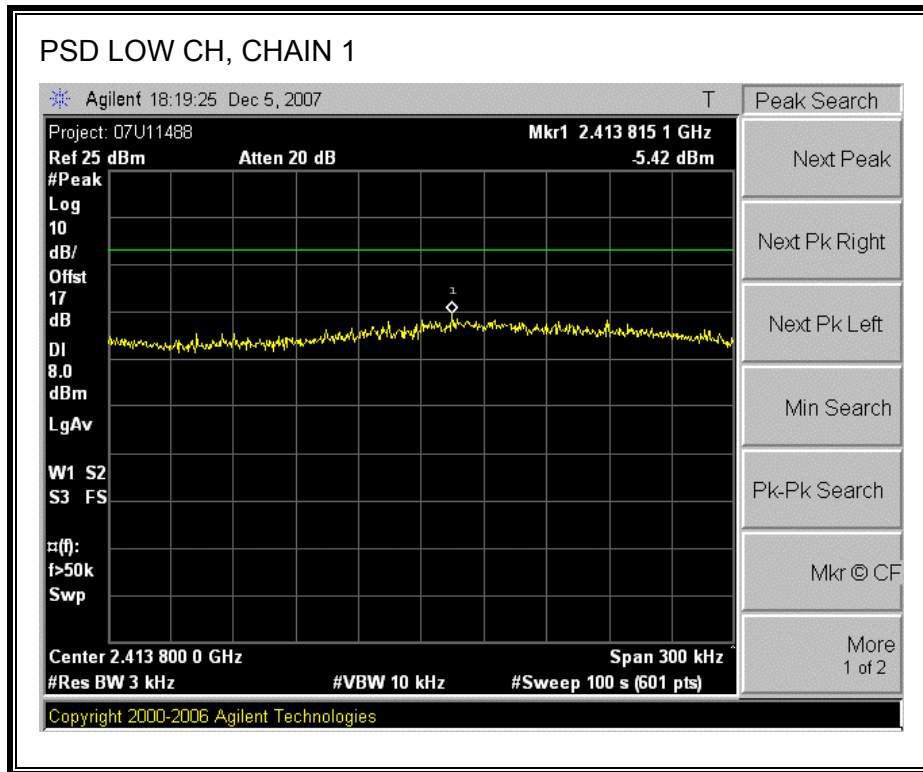 PSD LOW CH, CHAIN 1
Agilent 18:19:25 Dec 5, 2007 T
Peak Search
Project: 07U11488
Mkr1 2.413 815 1 GHz
Ref 25 dBm Atten 20 dB -5.42 dBm
#Peak
Log
10
dB/
Offst
17
dB
DI
8.0
dBm
LgAv
W1 S2
S3 FS
¤(f):
f>50k
Swp
1
Center 2.413 800 0 GHz Span 300 kHz ^
#Res BW 3 kHz #VBW 10 kHz #Sweep 100 s (601 pts)
Copyright 2000-2006 Agilent Technologies
Next Peak
Next Pk Right
Next Pk Left
Min Search
Pk-Pk Search
Mkr © CF
More
1 of 2